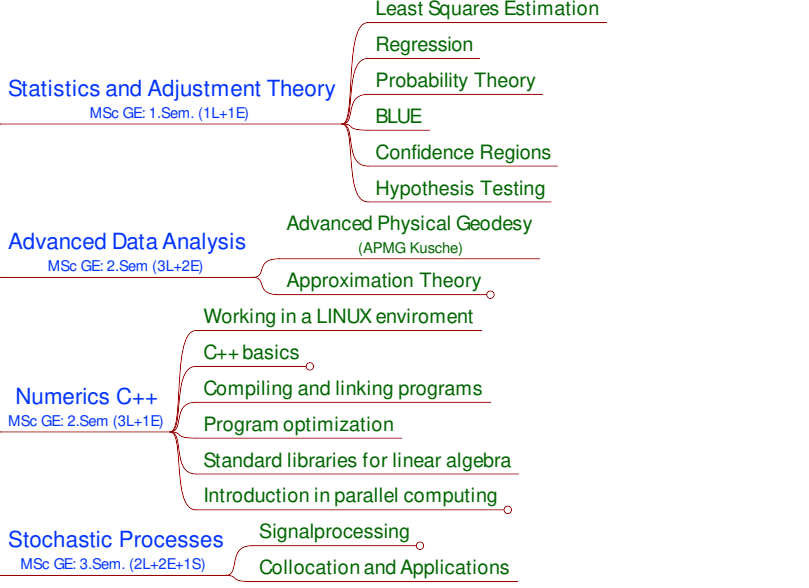 Least Squares Estimation
Regression
Statistics and Adjustment Theory
MSc GE: 1.Sem. (1L+1E)
Probability Theory
BLUE
Confidence Regions
Hypothesis Testing
Advanced Data Analysis
MSc GE: 2.Sem (3L+2E)
Advanced Physical Geodesy
(APMG Kusche)
Approximation Theory
Numerics C++
MSc GE: 2.Sem (3L+1E)
Working in a LINUX enviroment
C++ basics
Compiling and linking programs
Program optimization
Standard libraries for linear algebra
Introduction in parallel computing
Stochastic Processes
MSc GE: 3.Sem. (2L+2E+1S)
Signalprocessing
Collocation and Applications